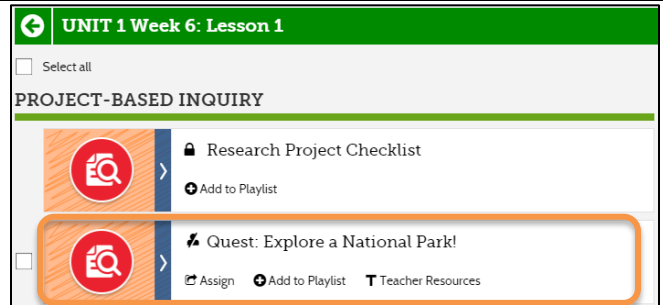 UNIT 1 Week 6: Lesson 1
Select all
PROJECT-BASED INQUIRY
Research Project Checklist
Add to Playlist
Quest: Explore a National Park!
Assign Add to Playlist T Teacher Resources